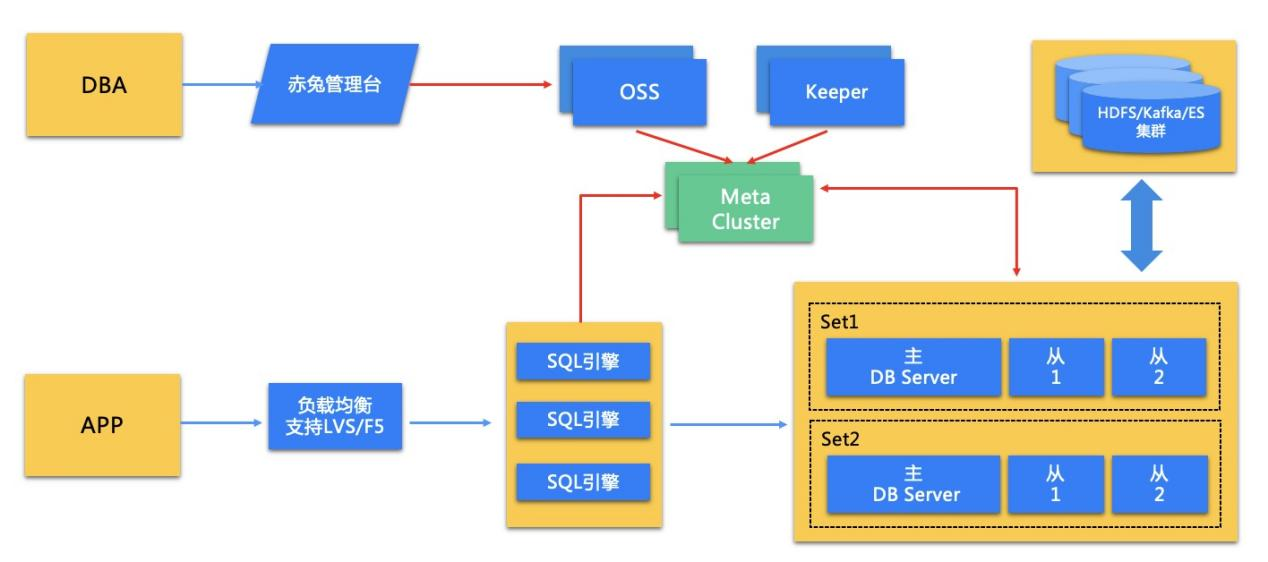 DBA
赤兔管理台
OSS
Keeper
HDFS/Kafka/ES
集群
Meta
Cluster
APP
负载均衡
支持LVS/F5
SQL引擎
SQL引擎
SQL引擎
Set1
主
DB Server
从
1
从
2
Set2
主
DB Server
从
1
从
2